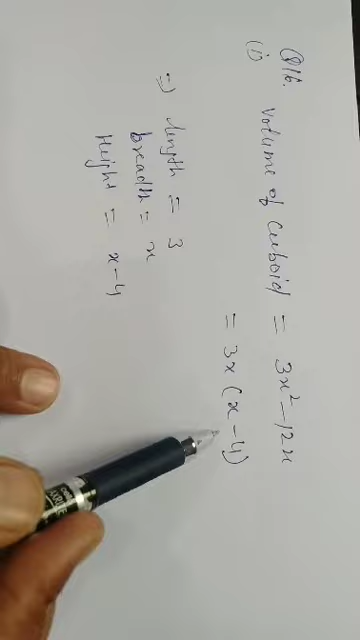 Q16.
(i) Volume of Cuboid = 3x² - 12x
= 3x(x - 4)
=> length = 3
breadth = x
Height = x - 4